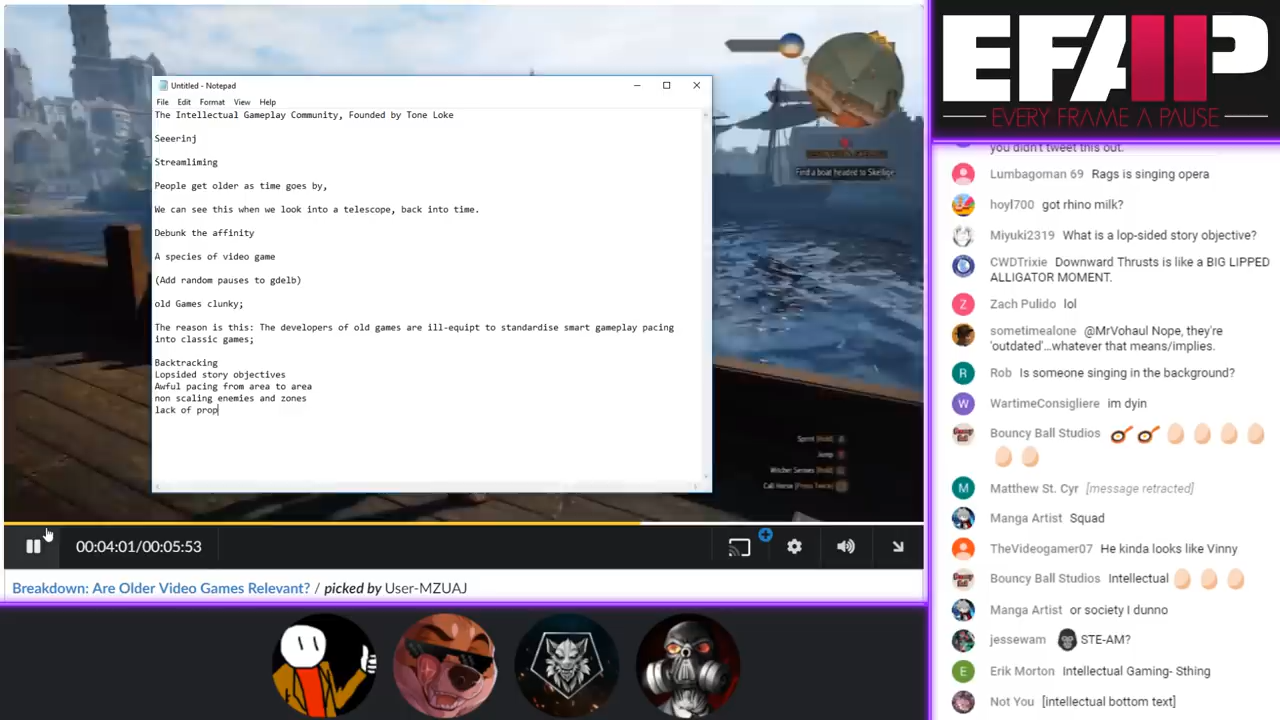 Untitled - Notepad
File Edit Format View Help
The Intellectual Gameplay Community, Founded by Tone Loke
Seeerinj
Streamliming
People get older as time goes by,
We can see this when we look into a telescope, back into time.
Debunk the affinity
A species of video game
(Add random pauses to gdelb)
old Games clunky;
The reason is this: The developers of old games are ill-equipt to standardise smart gameplay pacing
into classic games;
Backtracking
Lopsided story objectives
Awful pacing from area to area
non scaling enemies and zones
lack of prop
Find a boat headed to Skellige
Sprint [Hold]
Jump
Witcher Senses [Hold]
Call Horse [Press Twice]
00:04:01/00:05:53
Breakdown: Are Older Video Games Relevant? / picked by User-MZUAJ
EFAP
EVERY FRAME A PAUSE
you didn't tweet this out.
Lumbagoman 69 Rags is singing opera
hoyl700 got rhino milk?
Miyuki2319 What is a lop-sided story objective?
CWDTrixie Downward Thrusts is like a BIG LIPPED
ALLIGATOR MOMENT.
Zach Pulido lol
sometimealone @MrVohaul Nope, they're
'outdated'...whatever that means/implies.
Rob Is someone singing in the background?
WartimeConsigliere im dyin
Bouncy Ball Studios
Matthew St. Cyr [message retracted]
Manga Artist Squad
TheVideogamer07 He kinda looks like Vinny
Bouncy Ball Studios Intellectual
Manga Artist or society I dunno
jessewam STE-AM?
Erik Morton Intellectual Gaming- Sthing
Not You [intellectual bottom text]